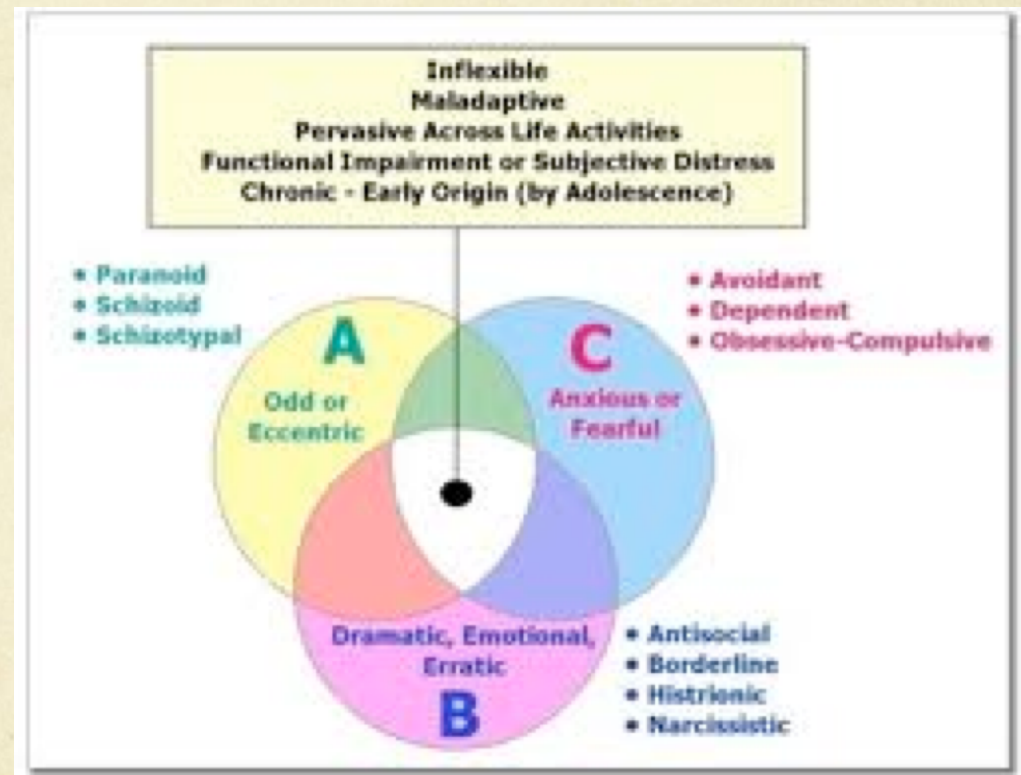 Inflexible
Maladaptive
Pervasive Across Life Activities
Functional Impairment or Subjective Distress
Chronic - Early Origin (by Adolescence)
• Paranoid
• Schizoid
• Schizotypal
A
Odd or
Eccentric
• Avoidant
• Dependent
• Obsessive-Compulsive
C
Anxious or
Fearful
Dramatic, Emotional,
Erratic
B
• Antisocial
• Borderline
• Histrionic
• Narcissistic